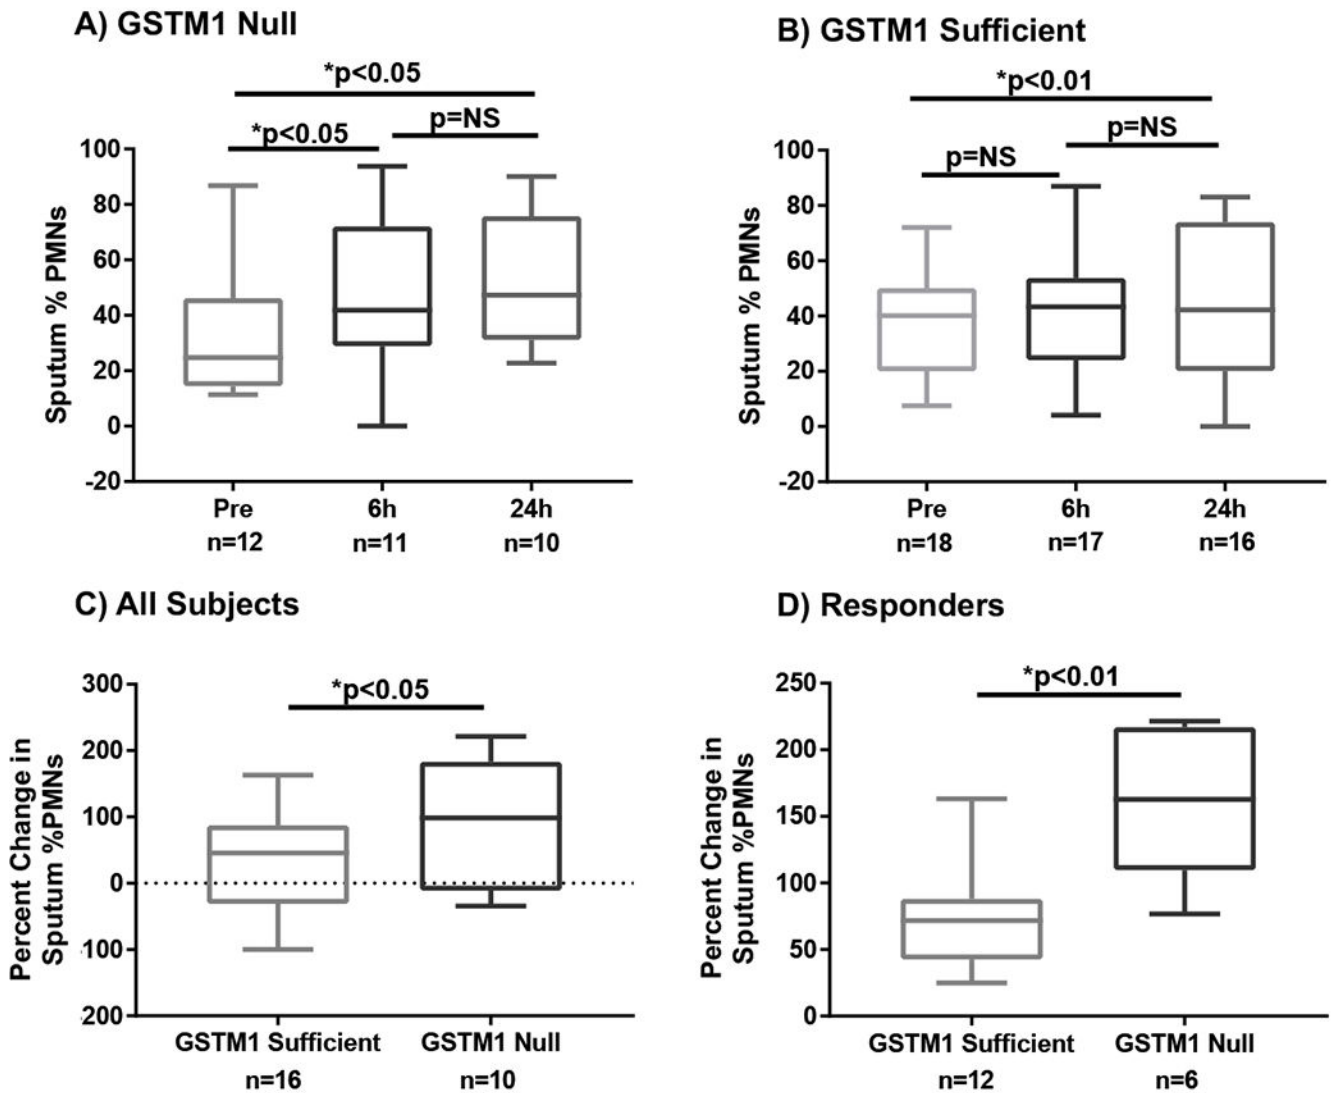 A) GSTM1 Null
*p<0.05
*p<0.05
p=NS
Sputum % PMNs
100
80
60
40
20
0
-20
Pre
6h
24h
n=12
n=11
n=10
B) GSTM1 Sufficient
*p<0.01
p=NS
p=NS
Sputum % PMNs
100
80
60
40
20
0
-20
Pre
6h
24h
n=18
n=17
n=16
C) All Subjects
*p<0.05
Percent Change in
Sputum %PMNs
300
200
100
0
100
200
GSTM1 Sufficient
GSTM1 Null
n=16
n=10
D) Responders
*p<0.01
Percent Change in
Sputum %PMNs
250
200
150
100
50
0
GSTM1 Sufficient
GSTM1 Null
n=12
n=6